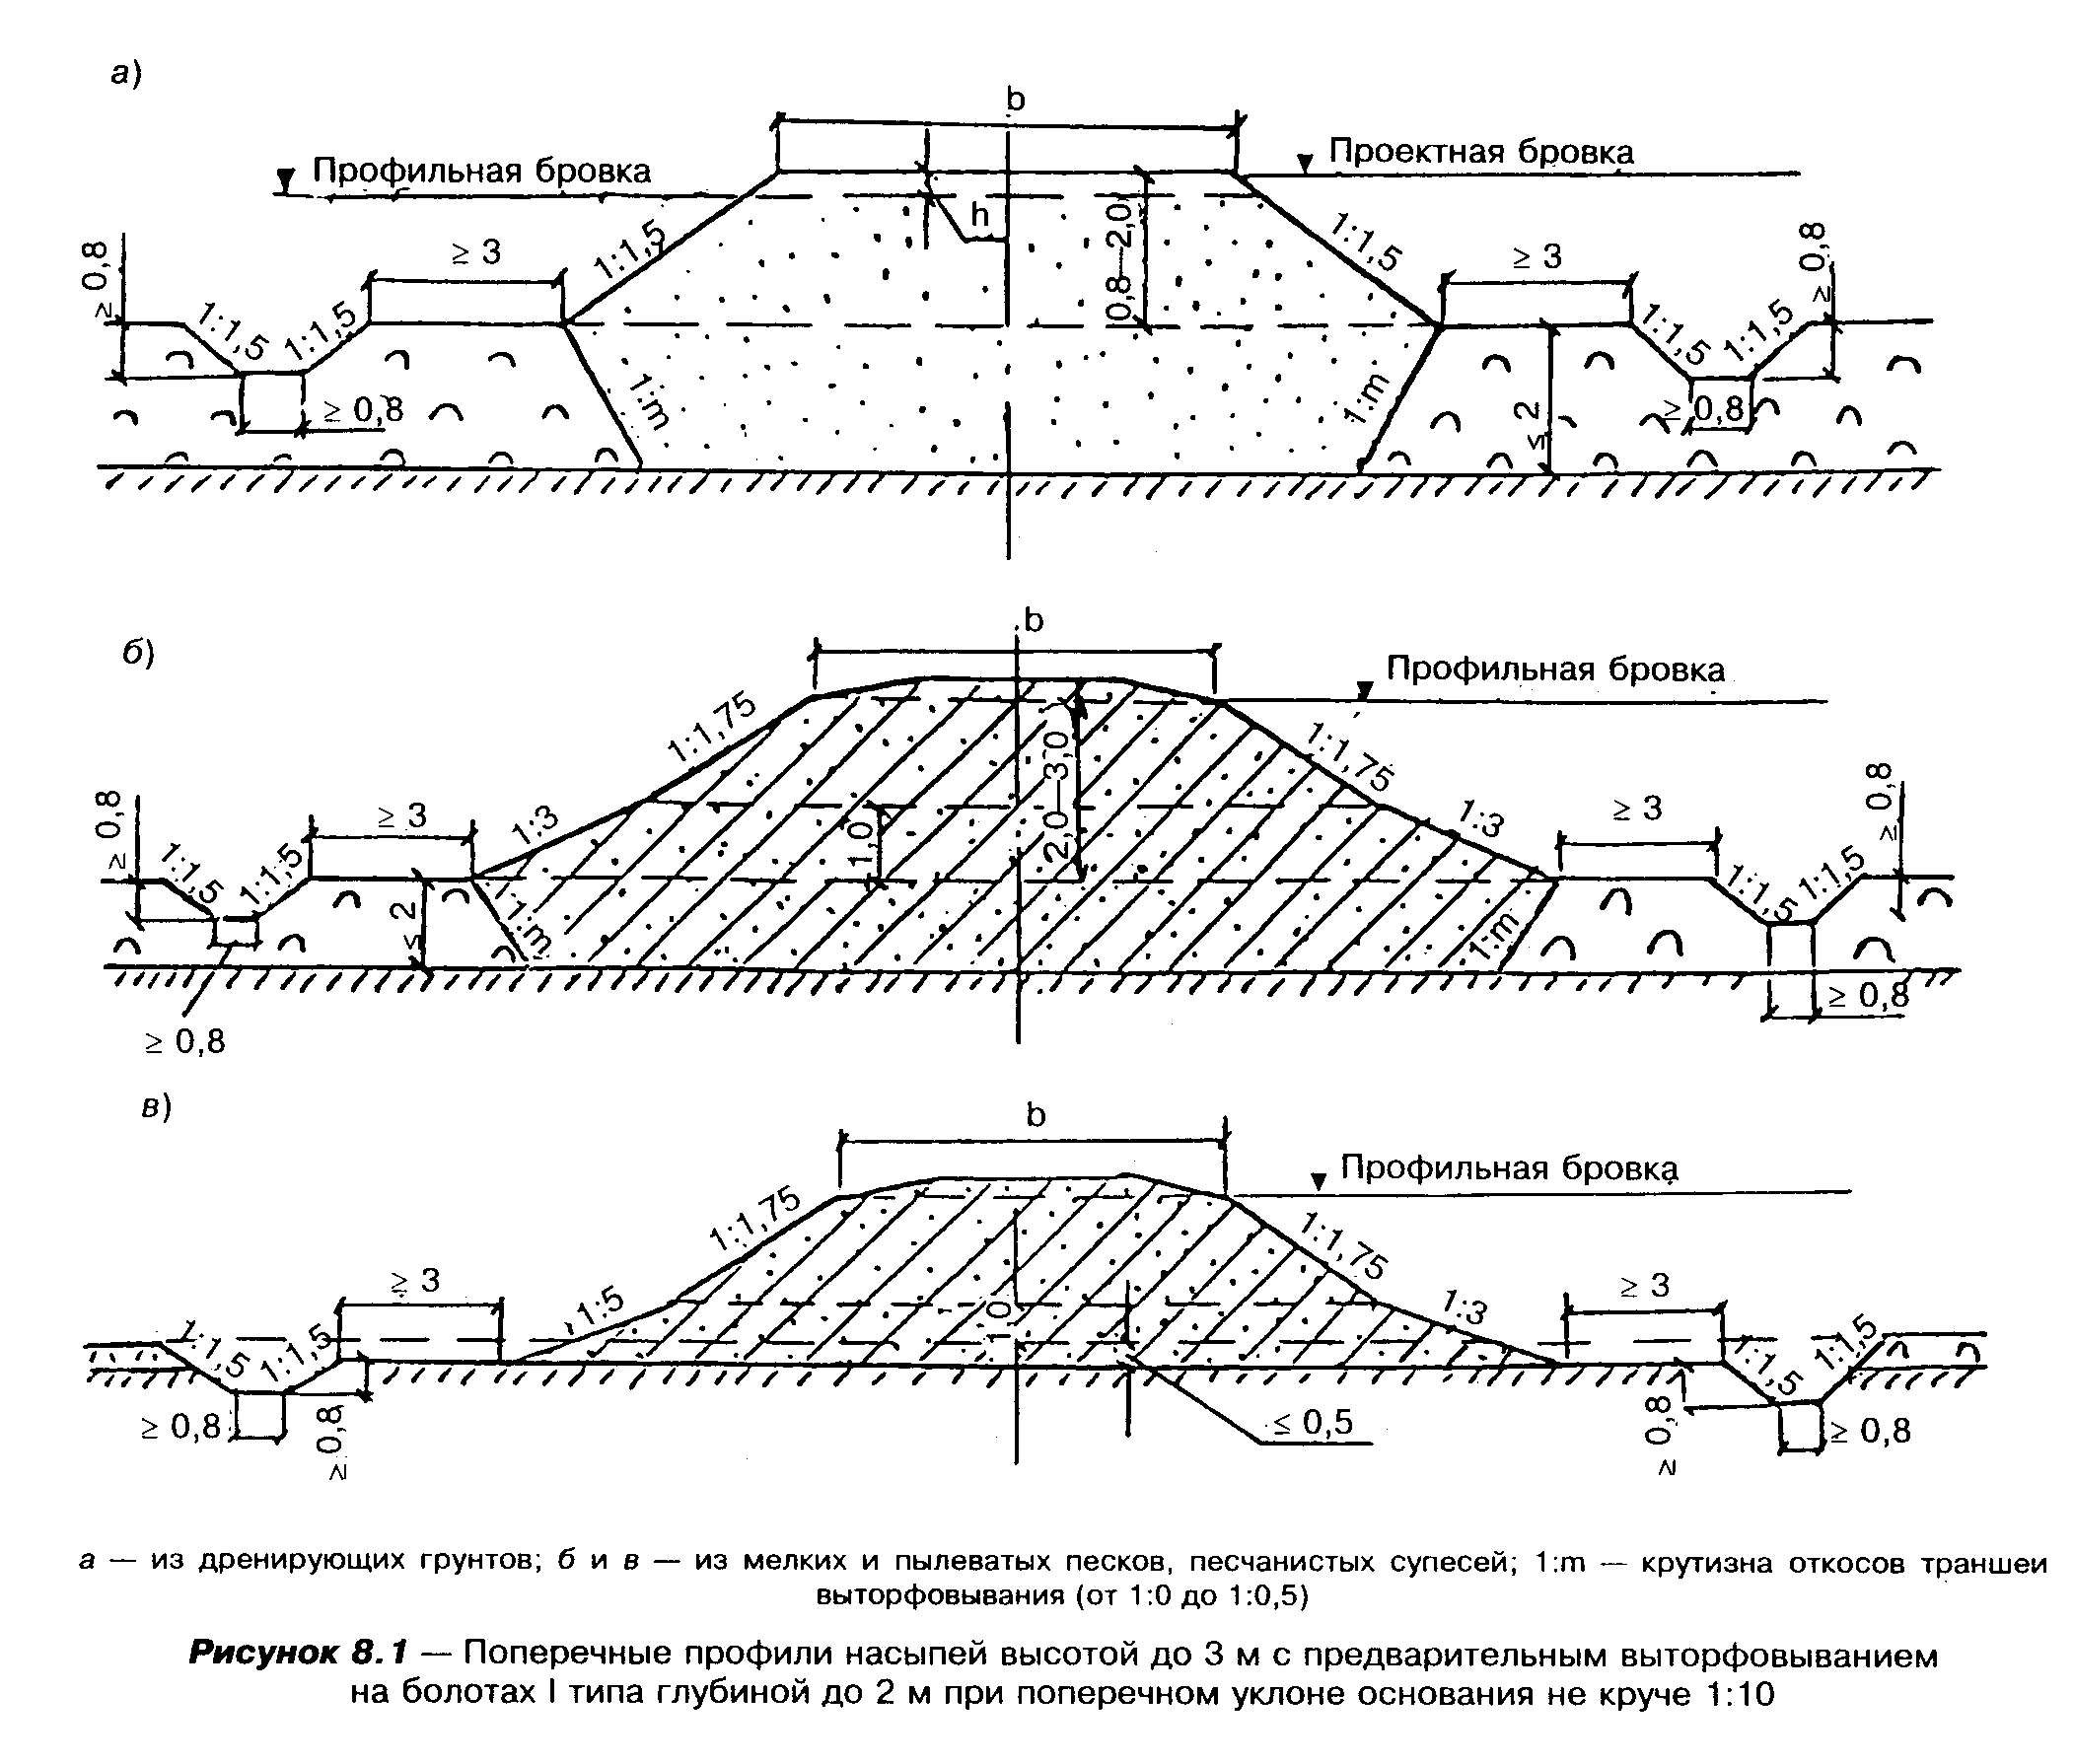 а)
b
Профильная бровка
Проектная бровка
h
0,8—2,0
1:1,5
1:1,5
≥ 3
≥ 3
≥ 0,8
≥ 0,8
1:1,5
1:1,5
1:1,5
1:1,5
1:m
1:m
≥ 0,8
≤ 2
≥ 0,8
б)
b
Профильная бровка
1:1,75
1:1,75
2,0—3,0
1,0
1:3
1:3
≥ 3
≥ 3
≥ 0,8
≥ 0,8
1:1,5
1:1,5
1:1,5
1:1,5
≤ 2
1:m
1:m
≥ 0,8
≥ 0,8
в)
b
Профильная бровка
1:1,75
1:1,75
≥ 3
≥ 3
1:5
1:3
1,0
1:1,5
1:1,5
1:1,5
1:1,5
≥ 0,8
≥ 0,8
≤ 0,5
≥ 0,8
≥ 0,8
а — из дренирующих грунтов; б и в — из мелких и пылеватых песков, песчанистых супесей; 1:m — крутизна откосов траншеи
выторфовывания (от 1:0 до 1:0,5)
Рисунок 8.1 — Поперечные профили насыпей высотой до 3 м с предварительным выторфовыванием
на болотах I типа глубиной до 2 м при поперечном уклоне основания не круче 1:10